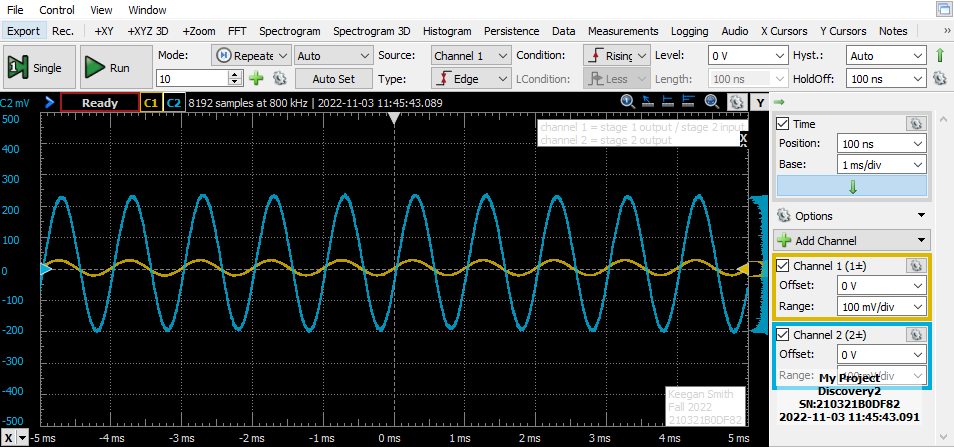 File Control Window
Export Rec. +XY +XYZ 3D +Zoom FFT Spectrogram Spectrogram 3D Histogram Persistence Data Measurements Logging Audio X Cursors Y Cursors Notes »
Single Run Mode: Repeate Auto Source: Channel 1 Condition: Rising Level: 0 V Hyst.: Auto
10 Auto Set Type: Edge LCondition: Less Length: 100 ns HoldOff: 100 ns
C2 mV Ready C1 C2 8192 samples at 800 kHz | 2022-11-03 11:45:43.089 Y
channel 1 = stage 1 output / stage 2 input
channel 2 = stage 2 output
X
500
400
300
200
100
0
-100
-200
-300
-400
-500
Keegan Smith
Fall 2022
210321B0DF82
X -5 ms -4 ms -3 ms -2 ms -1 ms 0 ms 1 ms 2 ms 3 ms 4 ms 5 ms
Time
Position: 100 ns
Base: 1 ms/div
Options
Add Channel
Channel 1 (1±)
Offset: 0 V
Range: 100 mV/div
Channel 2 (2±)
Offset: 0 V
Range: 100 mV/div
My Project
Discovery2
SN:210321B0DF82
2022-11-03 11:45:43.091